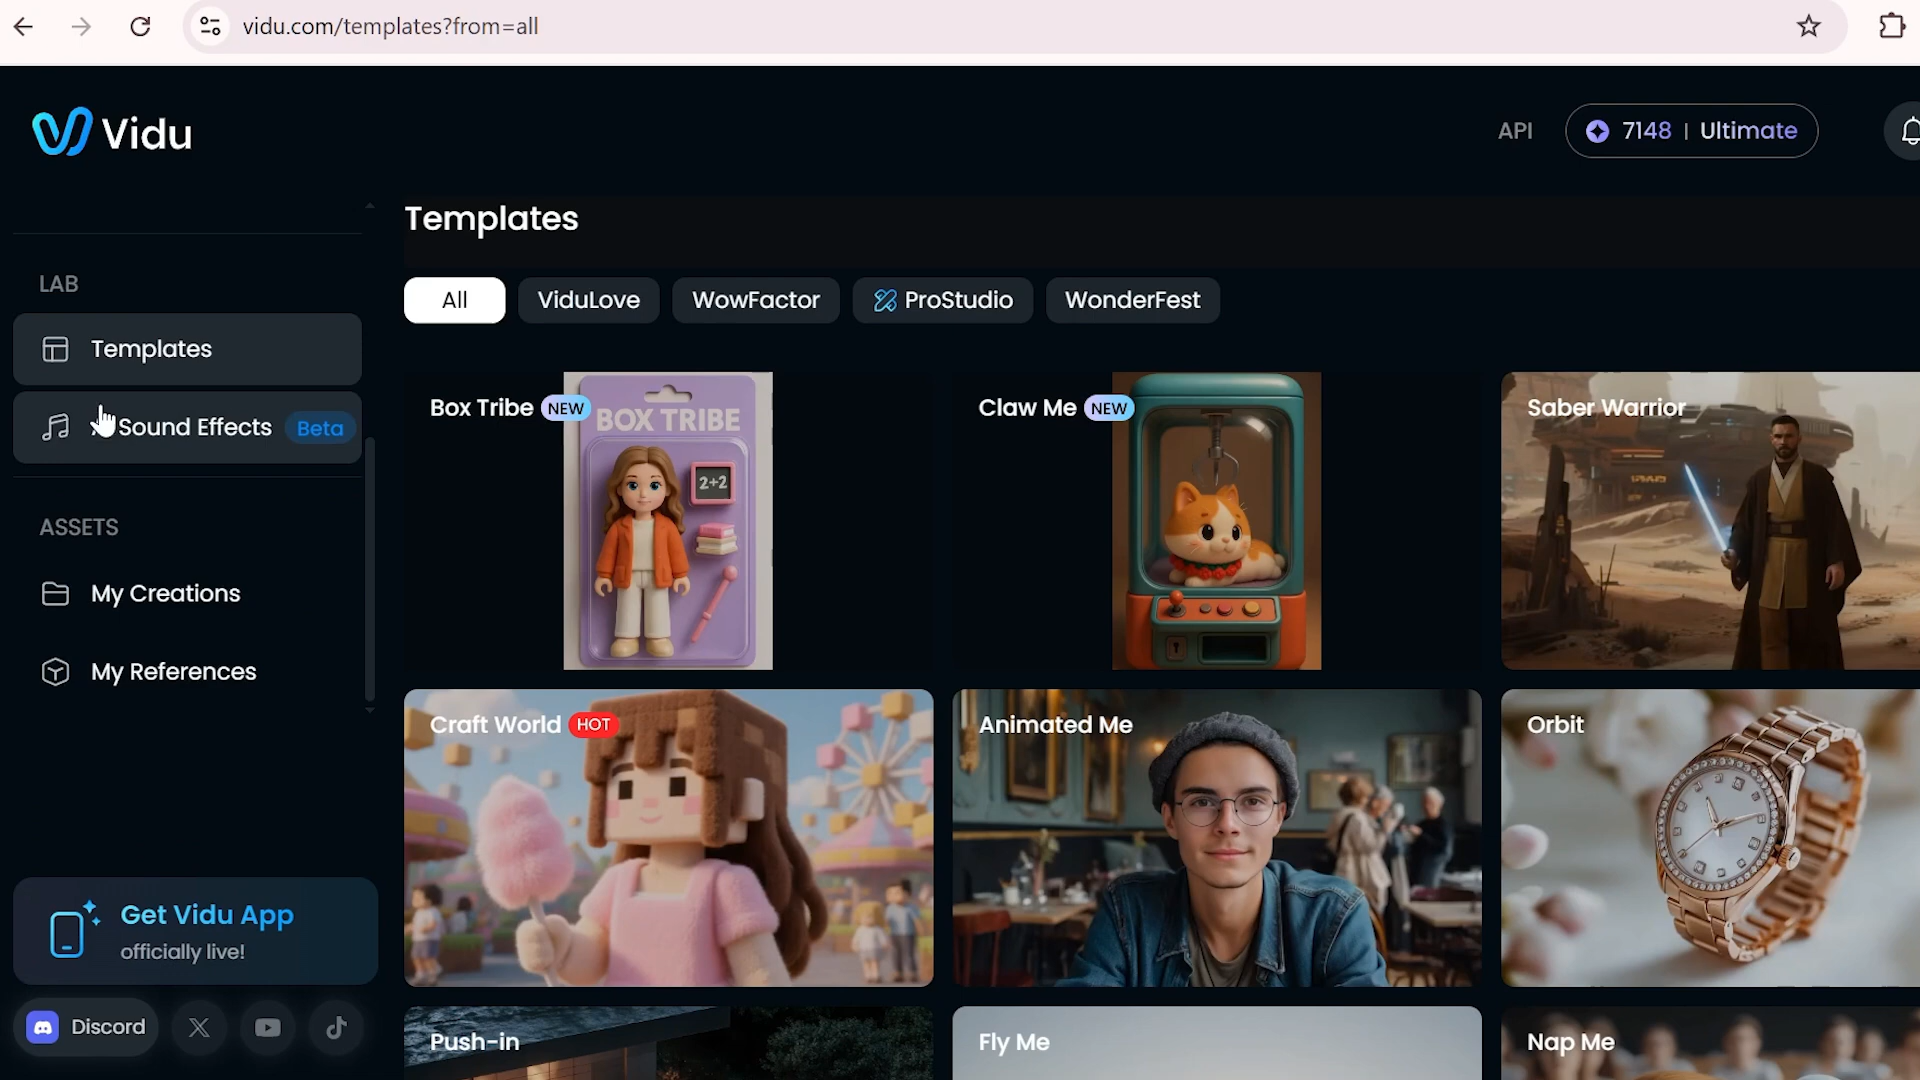 vidu.com/templates?from=all
Vidu
API
7148 | Ultimate
Templates
LAB
All
ViduLove
WowFactor
ProStudio
WonderFest
Templates
Sound Effects Beta
Box Tribe NEW
BOX TRIBE
2+2
Claw Me NEW
Saber Warrior
ASSETS
My Creations
My References
Craft World HOT
Animated Me
Orbit
Get Vidu App
officially live!
Discord
Push-in
Fly Me
Nap Me